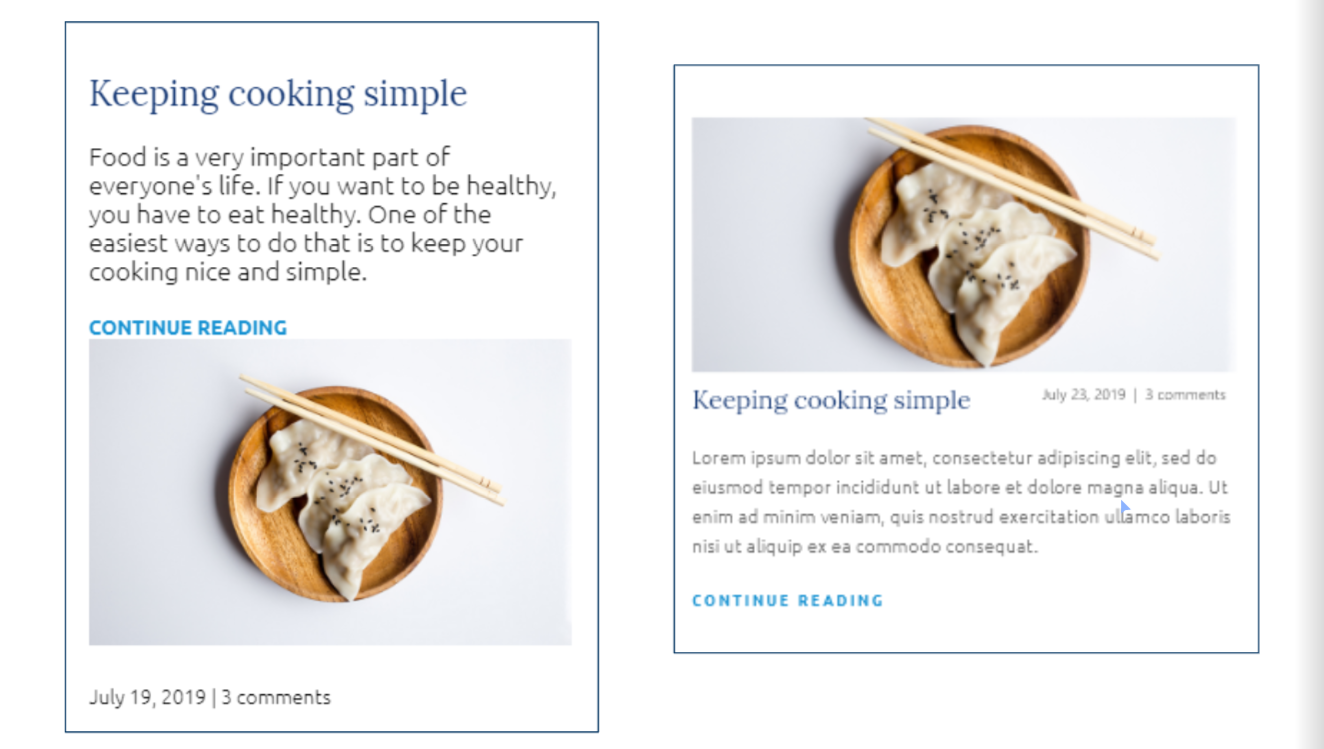 Keeping cooking simple
Food is a very important part of
everyone's life. If you want to be healthy,
you have to eat healthy. One of the
easiest ways to do that is to keep your
cooking nice and simple.
CONTINUE READING
July 19, 2019 | 3 comments
Keeping cooking simple
July 23, 2019 | 3 comments
Lorem ipsum dolor sit amet, consectetur adipiscing elit, sed do
eiusmod tempor incididunt ut labore et dolore magna aliqua. Ut
enim ad minim veniam, quis nostrud exercitation ullamco laboris
nisi ut aliquip ex ea commodo consequat.
CONTINUE READING